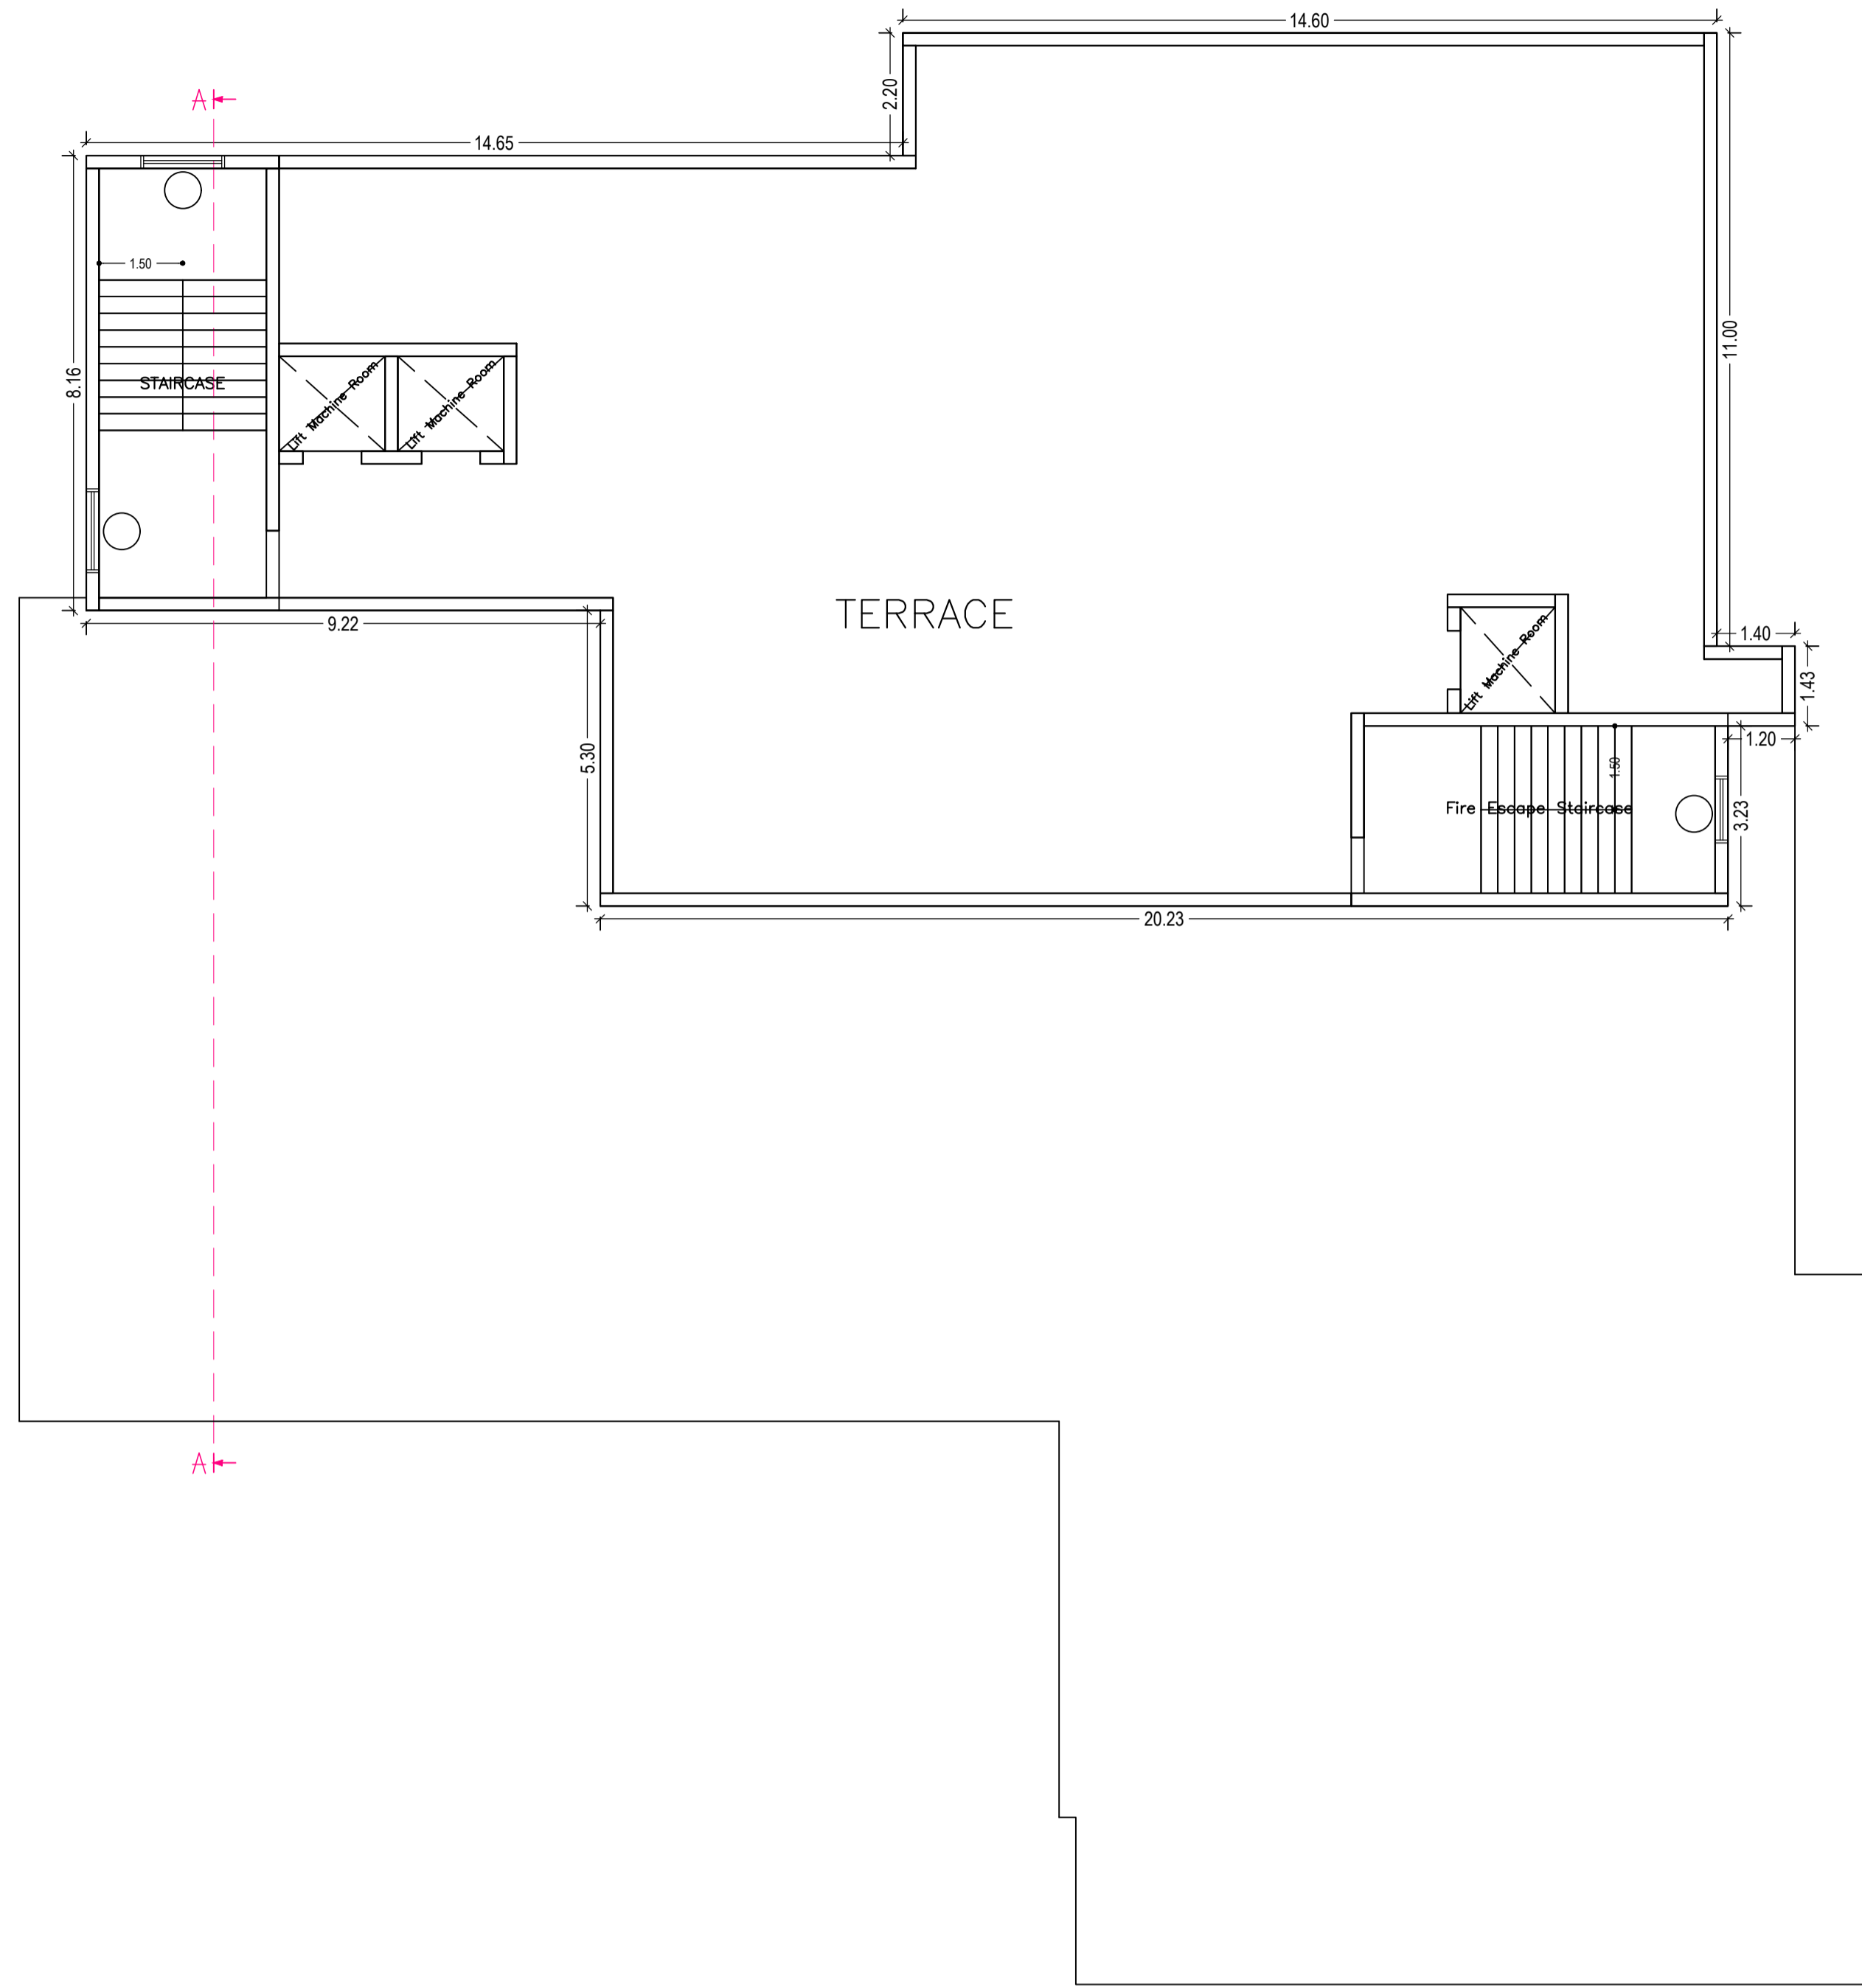 14.60
2.20
A
14.65
1.50
11.00
8.16
STAIRCASE
Lift Machine Room
Lift Machine Room
TERRACE
9.22
Lift Machine Room
1.40
1.43
1.20
5.30
1.50
Fire Escape Staircase
3.23
20.23
A